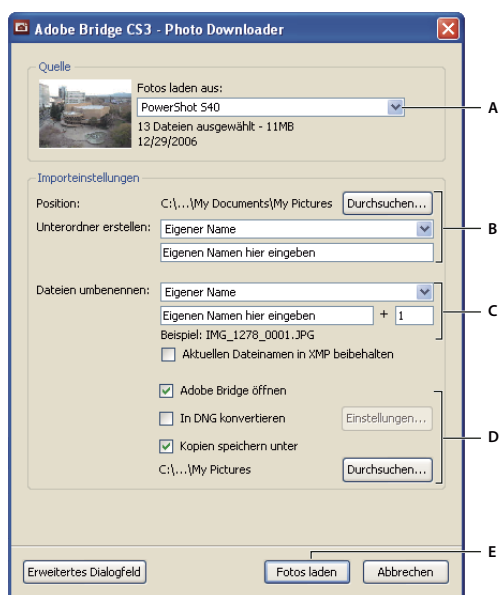 Adobe Bridge CS3 - Photo Downloader
Quelle
Fotos laden aus:
PowerShot S40
A
13 Dateien ausgewählt - 11MB
12/29/2006
Importeinstellungen
Position: C:\...\My Documents\My Pictures Durchsuchen...
Unterordner erstellen: Eigener Name
B
Eigenen Namen hier eingeben
Dateien umbenennen: Eigener Name
C
Eigenen Namen hier eingeben + 1
Beispiel: IMG_1278_0001.JPG
Aktuellen Dateinamen in XMP beibehalten
Adobe Bridge öffnen
In DNG konvertieren Einstellungen...
D
Kopien speichern unter
C:\...\My Pictures Durchsuchen...
E
Erweitertes Dialogfeld Fotos laden Abbrechen